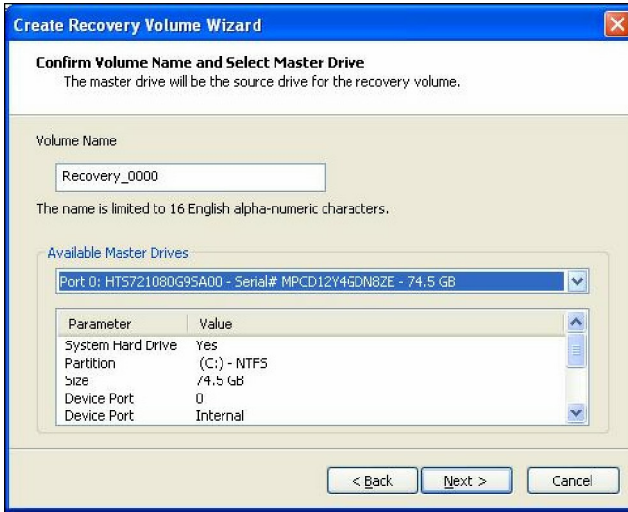 Create Recovery Volume Wizard
Confirm Volume Name and Select Master Drive
The master drive will be the source drive for the recovery volume.
Volume Name
Recovery_0000
The name is limited to 16 English alpha-numeric characters.
Available Master Drives
Port 0: HTS721080G9SA00 - Serial# MPCD12Y4GDN8ZE - 74.5 GB
Parameter Value
System Hard Drive Yes
Partition (C:) - NTFS
Size 74.5 GB
Device Port 0
Device Port Internal
< Back Next > Cancel